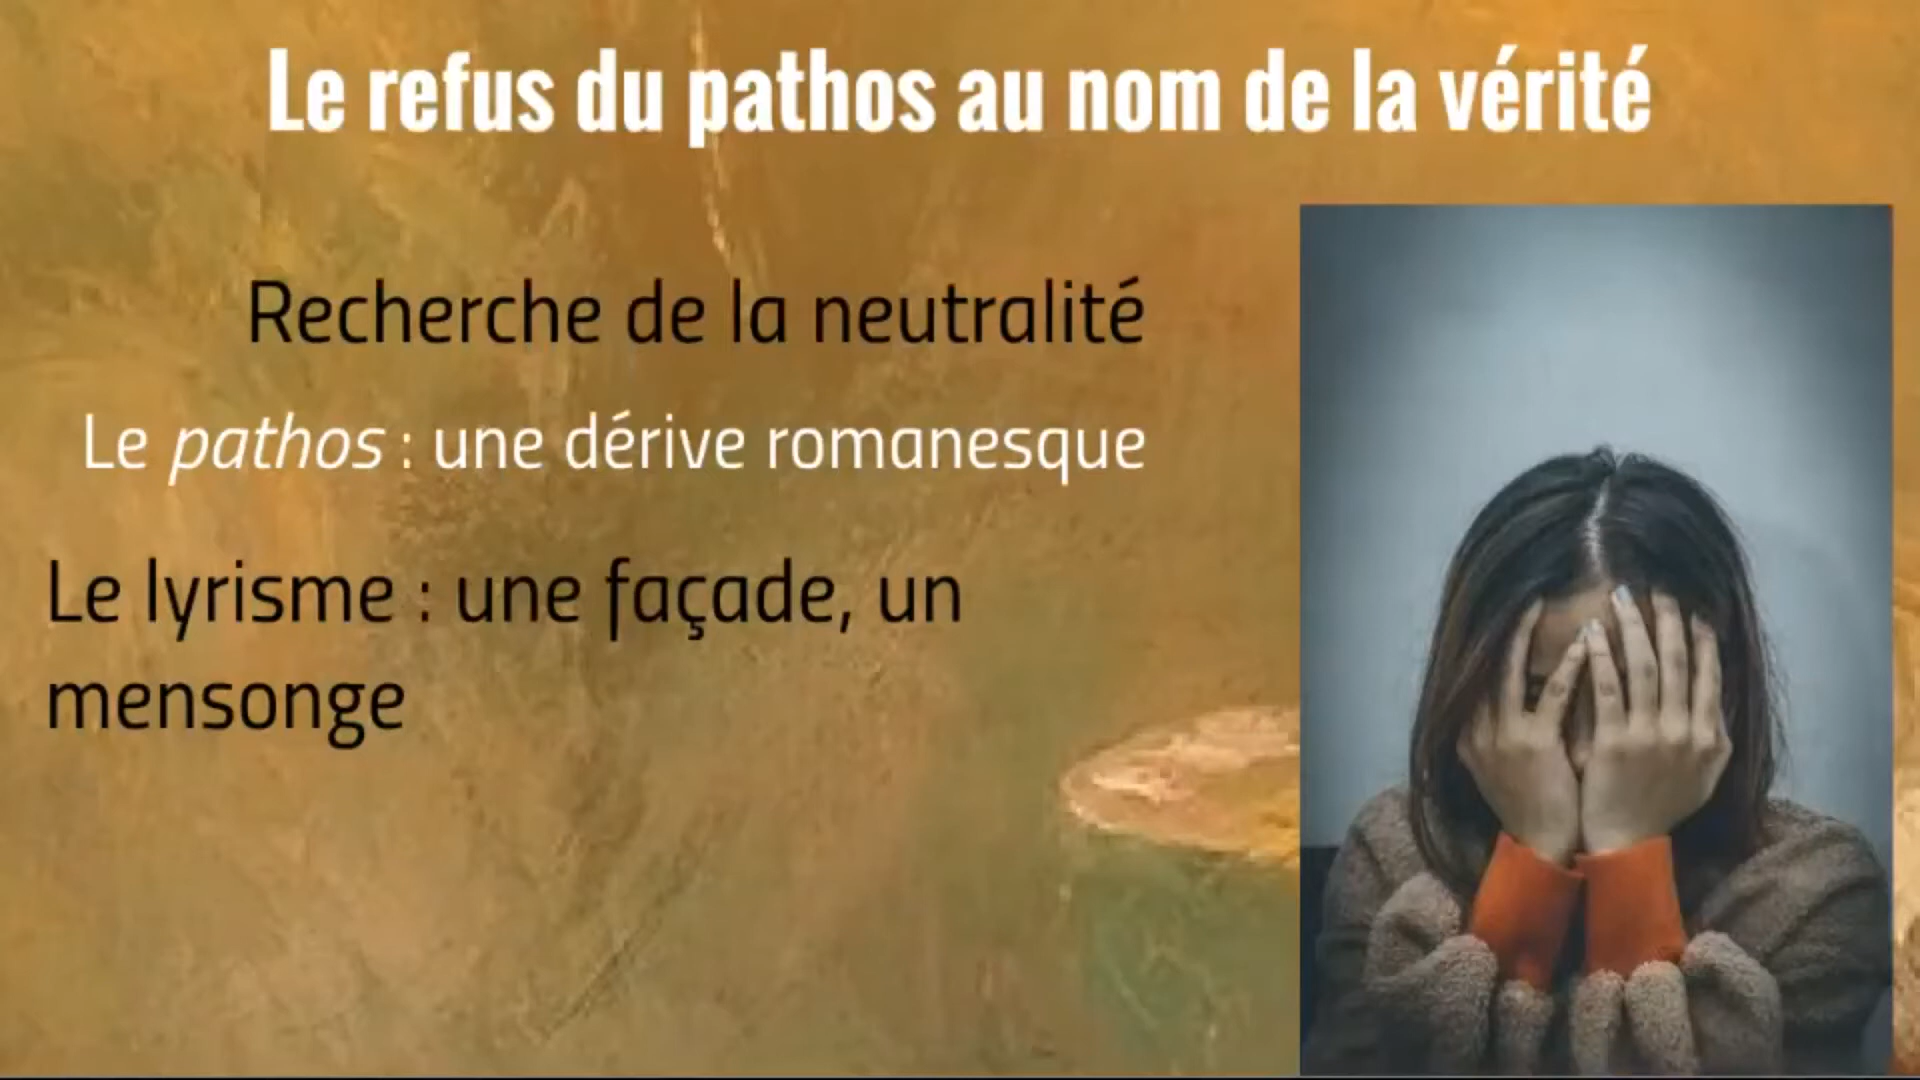 Le refus du pathos au nom de la vérité
Recherche de la neutralité
Le pathos : une dérive romanesque
Le lyrisme : une façade, un
mensonge